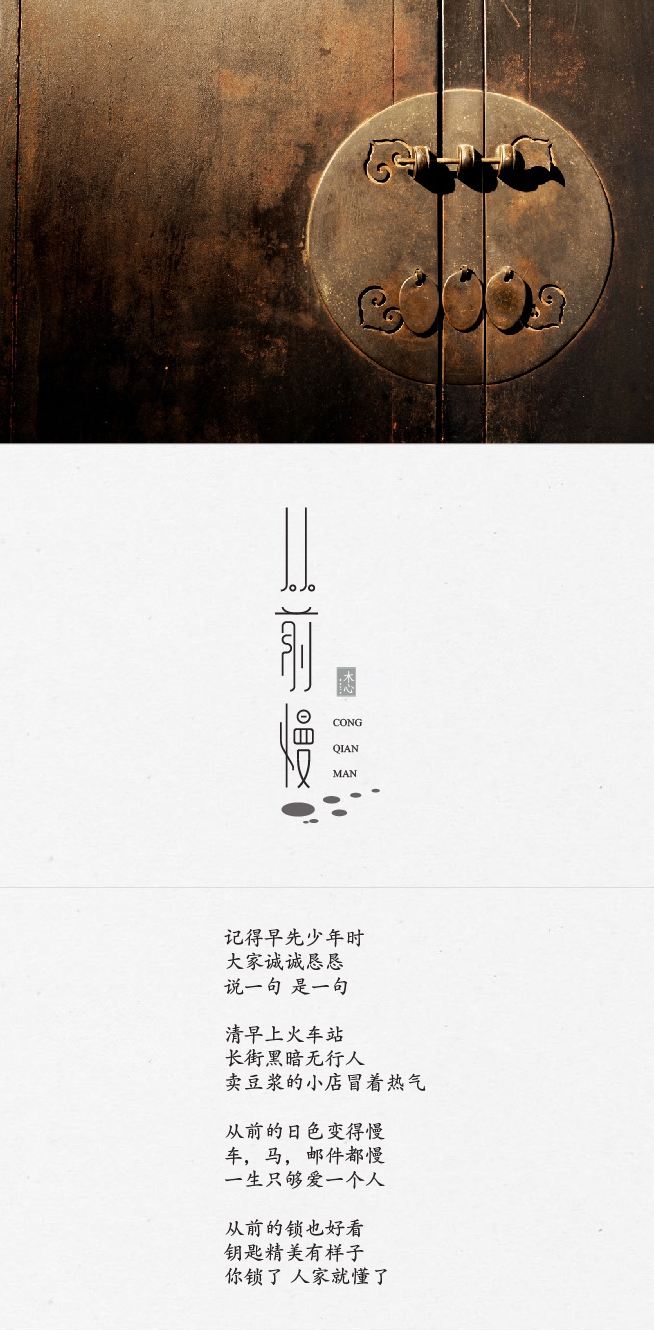 从前慢
木心
CONG
QIAN
MAN
记得早先少年时
大家诚诚恳恳
说一句 是一句
清早上火车站
长街黑暗无行人
卖豆浆的小店冒着热气
从前的日色变得慢
车，马，邮件都慢
一生只够爱一个人
从前的锁也好看
钥匙精美有样子
你锁了 人家就懂了